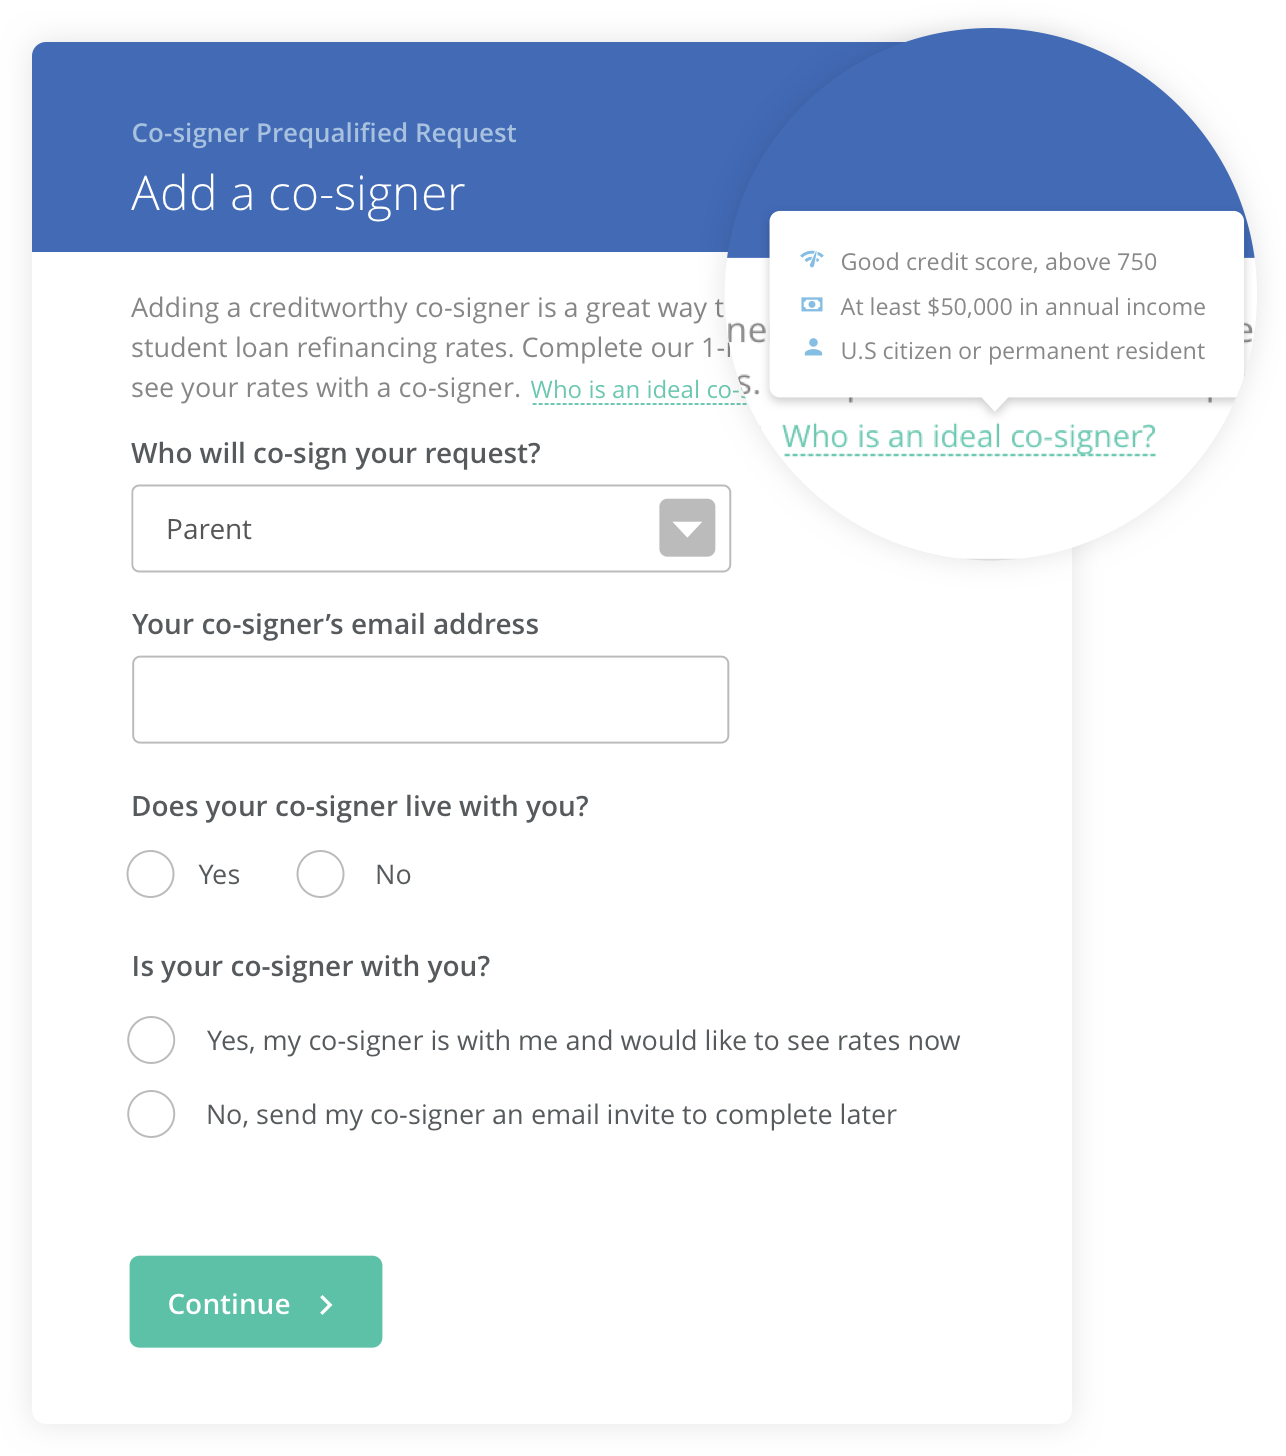 Co-signer Prequalified Request
Add a co-signer
Good credit score, above 750
At least $50,000 in annual income
U.S citizen or permanent resident
Adding a creditworthy co-signer is a great way
student loan refinancing rates. Complete our
see your rates with a co-signer. Who is an ideal
Who is an ideal co-signer?
Who will co-sign your request?
Parent
Your co-signer’s email address
Does your co-signer live with you?
Yes No
Is your co-signer with you?
Yes, my co-signer is with me and would like to see rates now
No, send my co-signer an email invite to complete later
Continue